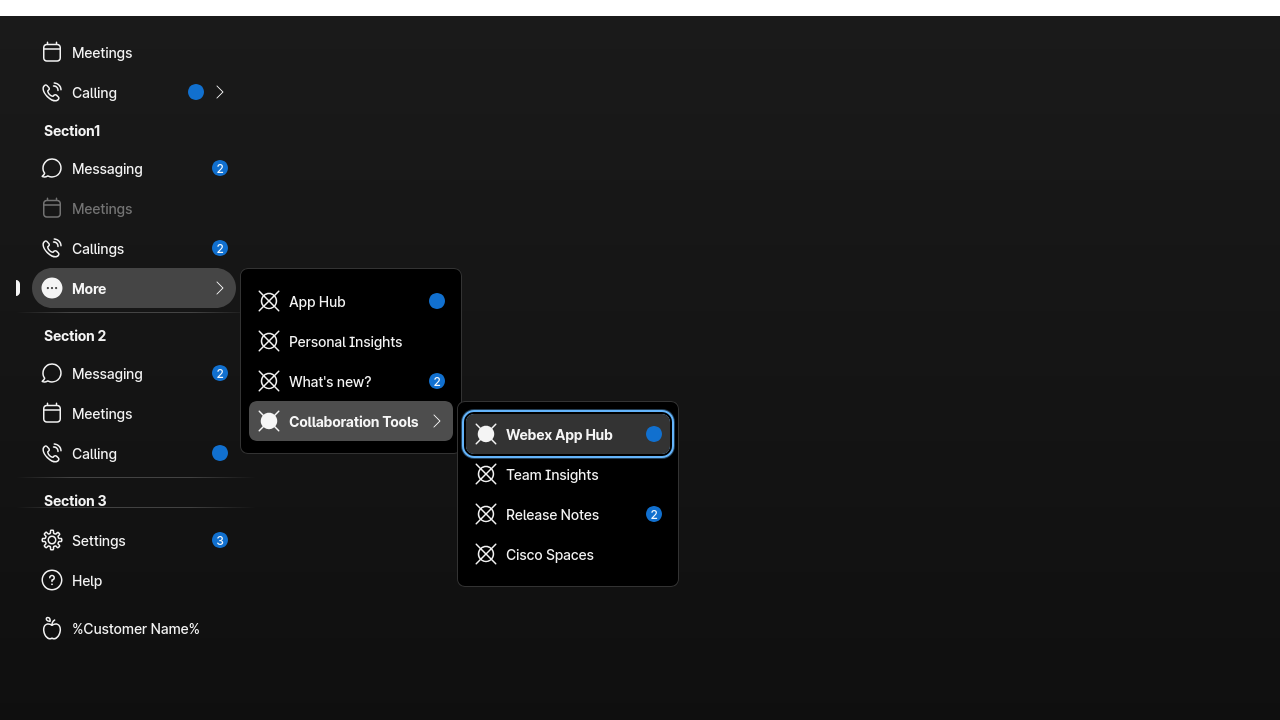 Meetings
Calling
Section1
Messaging 2
Meetings
Callings 2
More
Section 2
Messaging 2
Meetings
Calling
Section 3
Settings 3
Help
%Customer Name%
App Hub
Personal Insights
What's new? 2
Collaboration Tools
Webex App Hub
Team Insights
Release Notes 2
Cisco Spaces